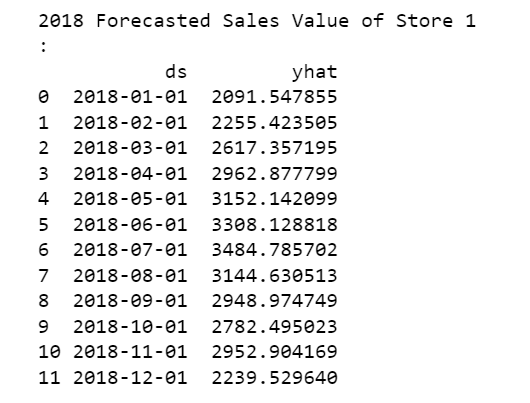 2018 Forecasted Sales Value of Store 1
:
ds yhat
0 2018-01-01 2091.547855
1 2018-02-01 2255.423505
2 2018-03-01 2617.357195
3 2018-04-01 2962.877799
4 2018-05-01 3152.142099
5 2018-06-01 3308.128818
6 2018-07-01 3484.785702
7 2018-08-01 3144.630513
8 2018-09-01 2948.974749
9 2018-10-01 2782.495023
10 2018-11-01 2952.904169
11 2018-12-01 2239.529640